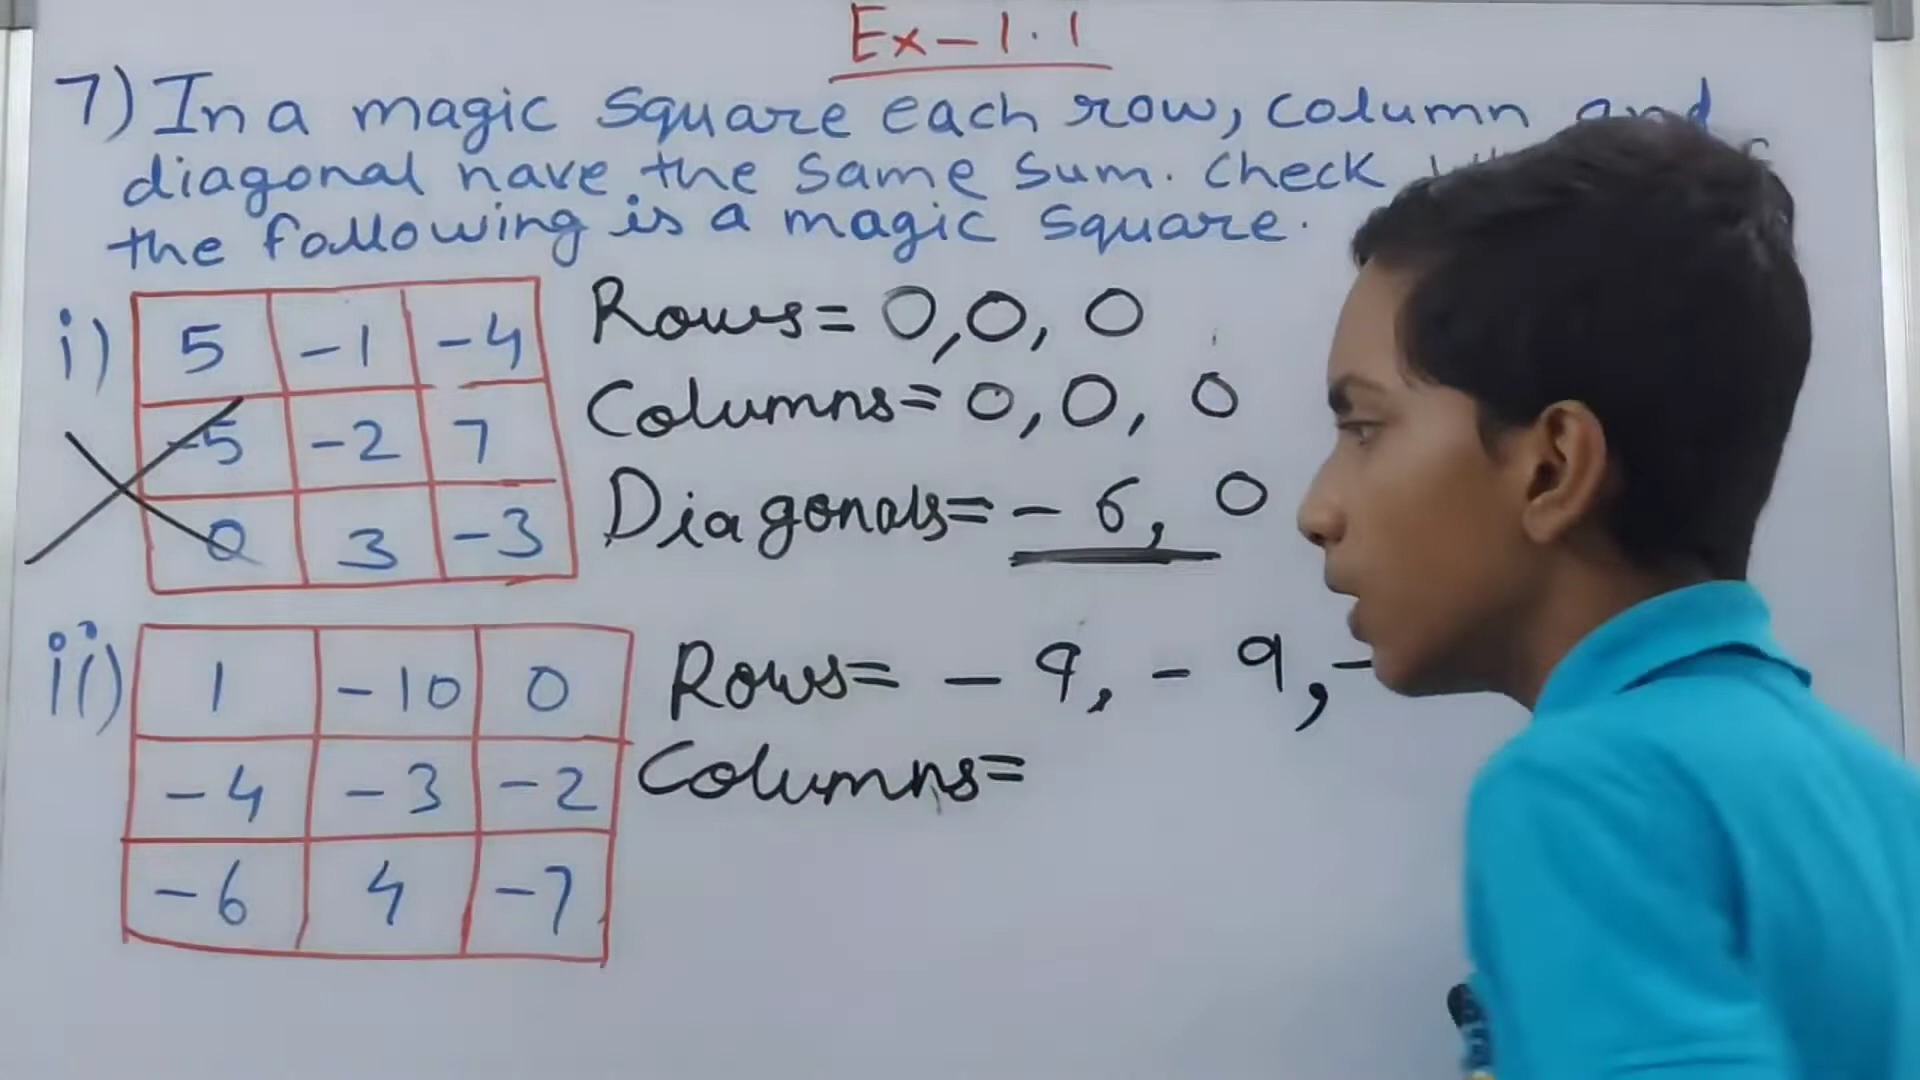 Ex-1.1
7) In a magic square each row, column and
diagonal have the same sum. Check
the following is a magic square.
i)
5 -1 -4
-5 -2 7
0 3 -3
Rows= 0,0, 0
Columns= 0,0, 0
Diagonals= - 6, 0
ii)
1 -10 0
-4 -3 -2
-6 4 -7
Rows= - 9, - 9, -
Columns=